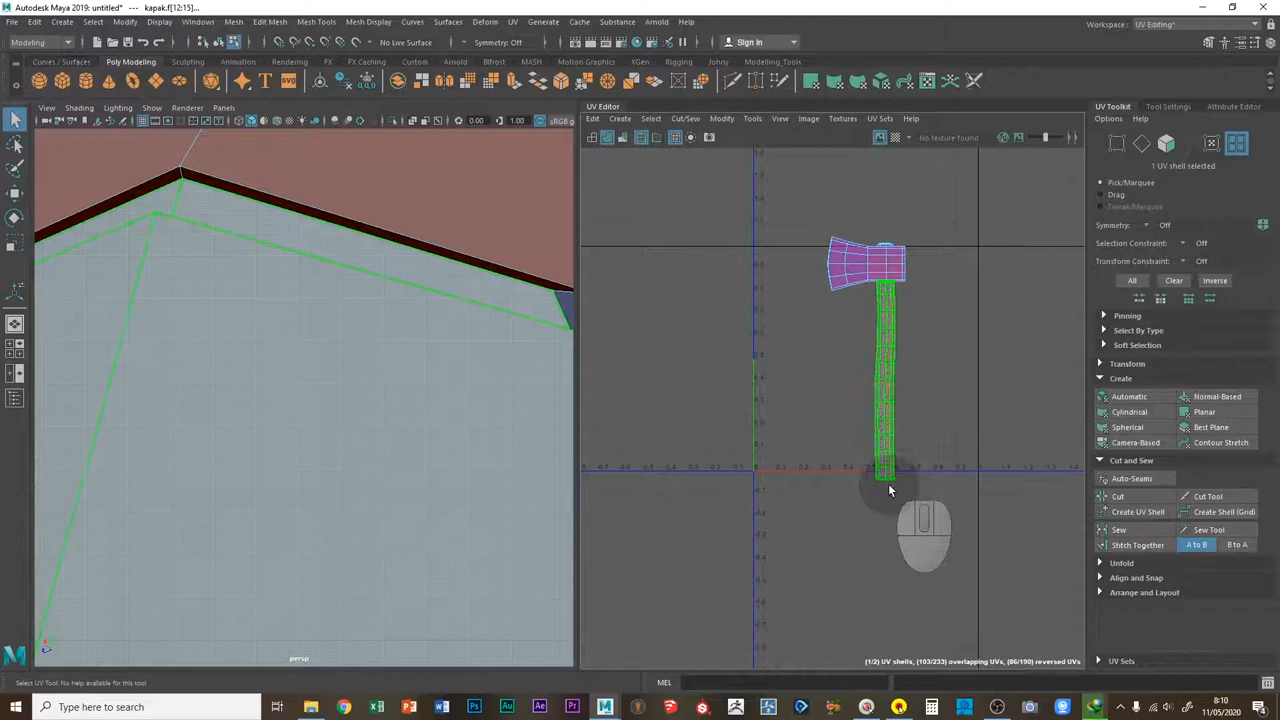 Autodesk Maya 2019: untitled*   ---   kapak.f[12:15]...
File Edit Create Select Modify Display Windows Mesh Edit Mesh Mesh Tools Mesh Display Curves Surfaces Deform UV Generate Cache Substance Arnold Help
Workspace : UV Editing*
Modeling
No Live Surface
Symmetry: Off
Sign In
Curves / Surfaces Poly Modeling Sculpting Animation Rendering FX FX Caching Custom Arnold Bifrost MASH Motion Graphics XGen Rigging Johny Modelling_Tools
View Shading Lighting Show Renderer Panels
0.00 1.00 sRGB g
persp
UV Editor
Edit Create Select Cut/Sew Modify Tools View Image Textures UV Sets Help
No texture found
(1/2) UV shells, (103/233) overlapping UVs, (86/190) reversed UVs
UV Toolkit Tool Settings Attribute Editor
Options Help
1 UV shell selected
Pick/Marquee
Drag
Tweak/Marquee
Symmetry: Off
Selection Constraint: Off
Transform Constraint: Off
All Clear Inverse
Pinning
Select By Type
Soft Selection
Transform
Create
Automatic Normal-Based
Cylindrical Planar
Spherical Best Plane
Camera-Based Contour Stretch
Cut and Sew
Auto-Seams
Cut Cut Tool
Create UV Shell Create Shell (Grid)
Sew Sew Tool
Stitch Together A to B B to A
Unfold
Align and Snap
Arrange and Layout
UV Sets
Select UV Tool: No help available for this tool
MEL
Type here to search
8:10
11/05/2020